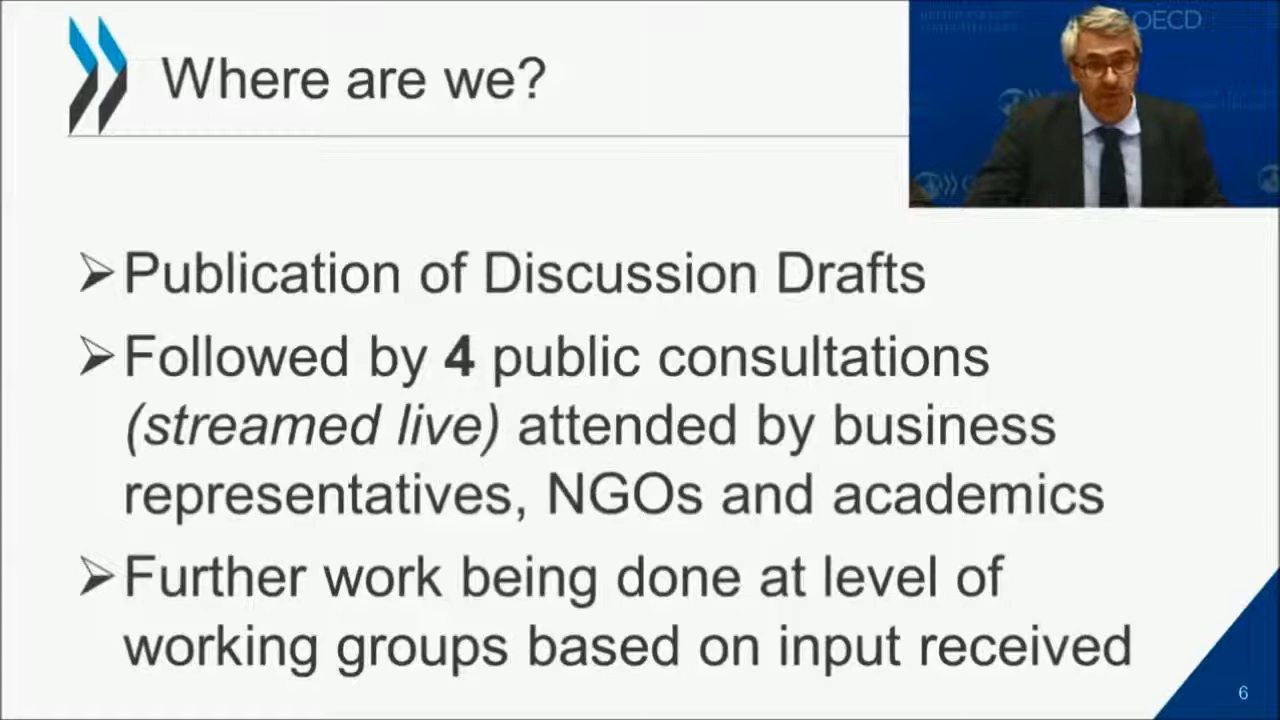 Where are we?
OECD
➢Publication of Discussion Drafts
➢Followed by 4 public consultations
(streamed live) attended by business
representatives, NGOs and academics
➢Further work being done at level of
working groups based on input received
6